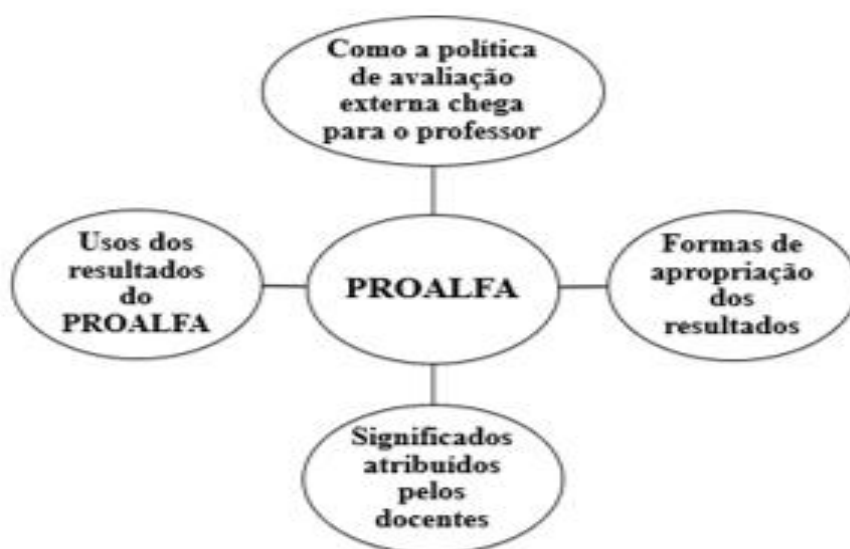 Como a política
de avaliação
externa chega
para o professor
Usos dos
resultados
do
PROALFA
PROALFA
Formas de
apropriação
dos
resultados
Significados
atribuídos
pelos
docentes